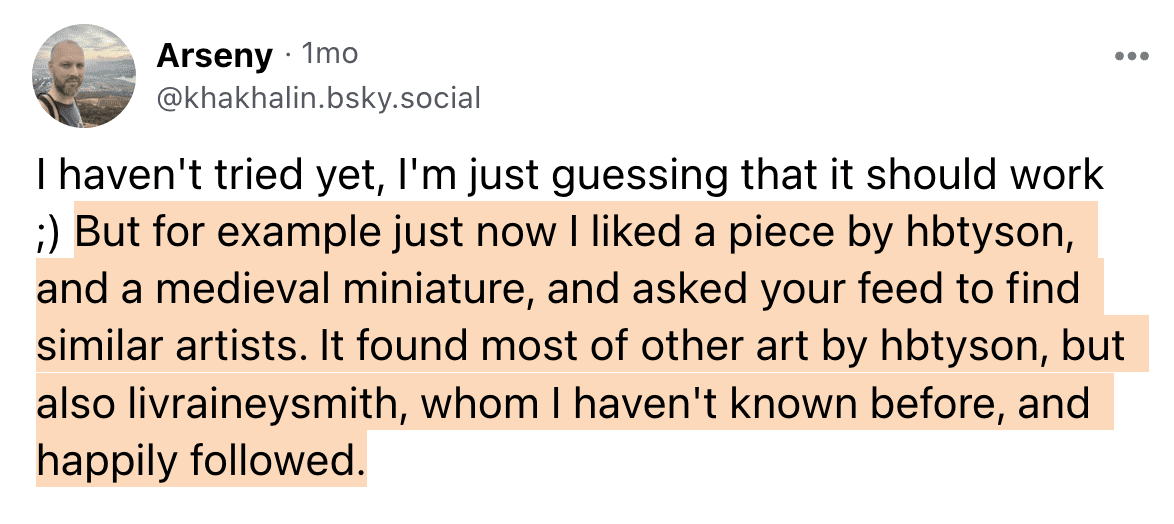 Arseny · 1mo
@khakhalin.bsky.social
I haven't tried yet, I'm just guessing that it should work
;) But for example just now I liked a piece by hbtyson,
and a medieval miniature, and asked your feed to find
similar artists. It found most of other art by hbtyson, but
also livraineysmith, whom I haven't known before, and
happily followed.